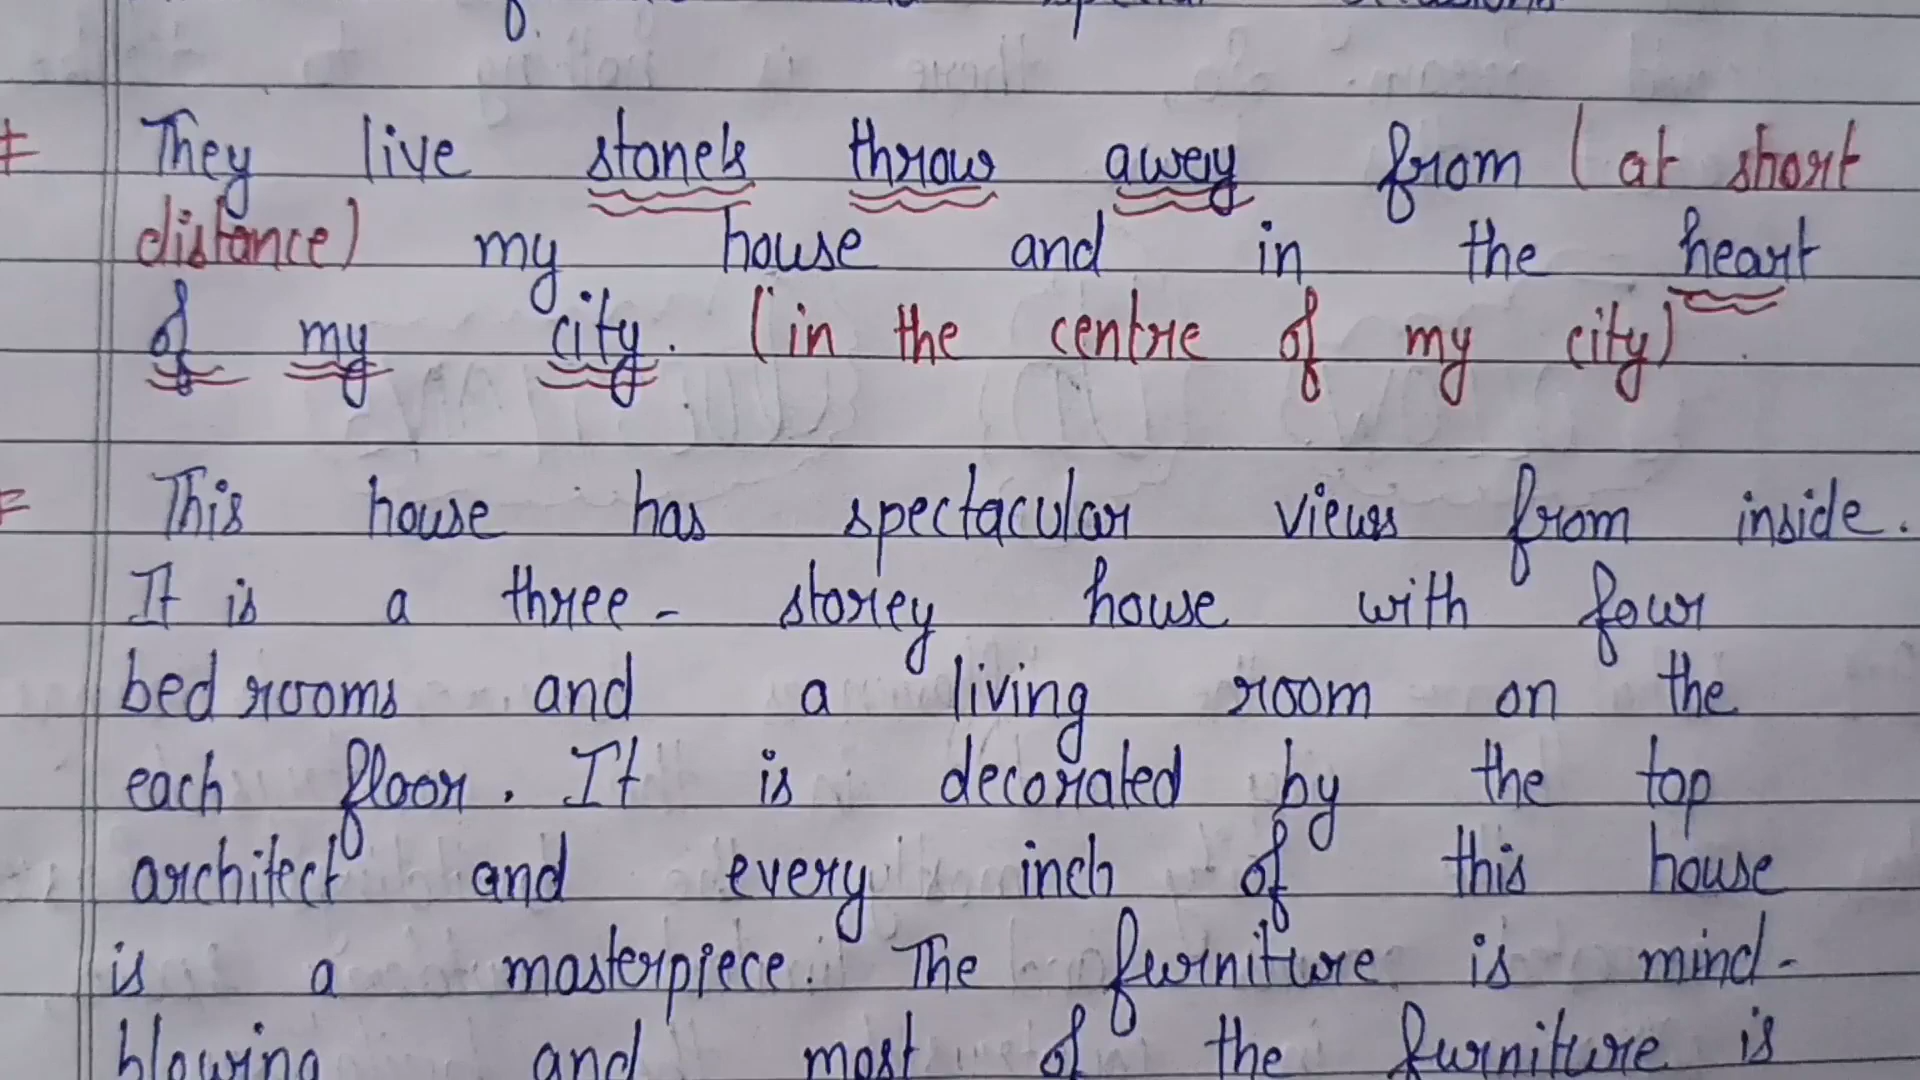 They live stone's throw away from (at short
distance) my house and in the heart
of my city. (in the centre of my city)
This house has spectacular views from inside.
It is a three-storey house with four
bedrooms and a living room on the
each floor. It is decorated by the top
architect and every inch of this house
is a masterpiece. The furniture is mind-
blowing and most of the furniture is